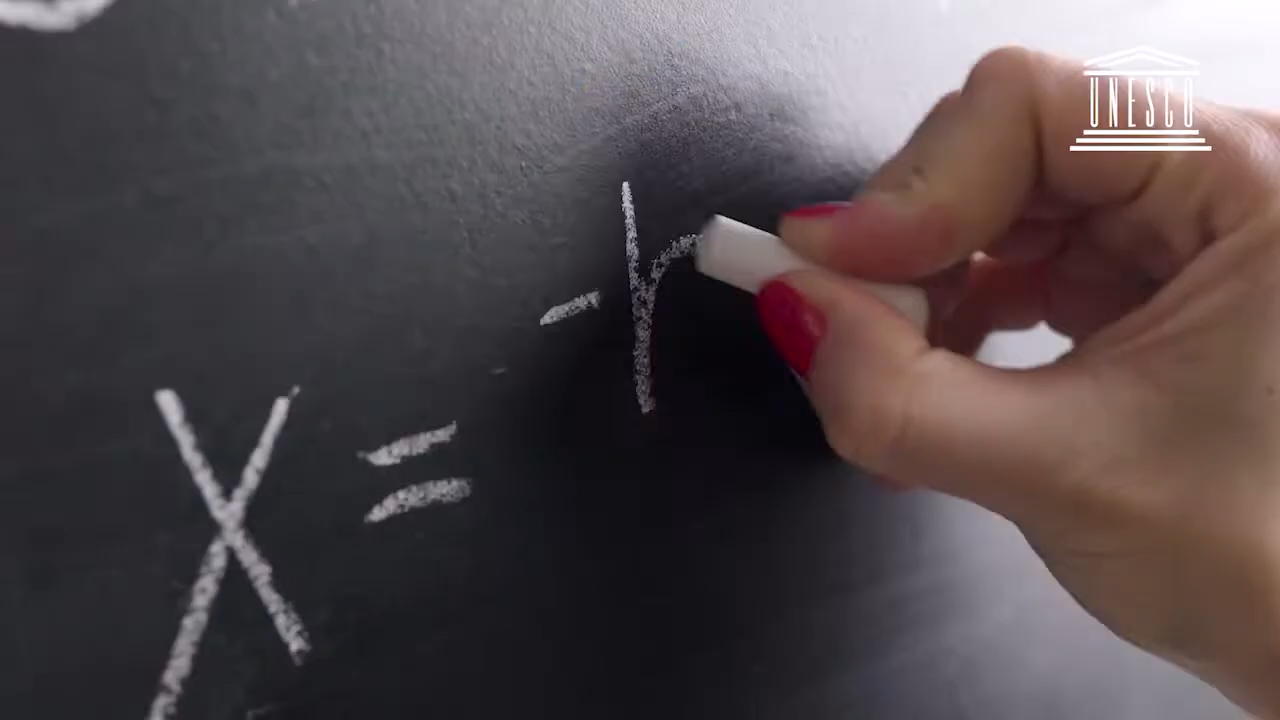 UNESCO
X = -